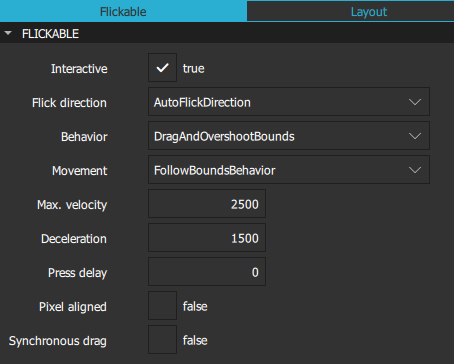 Flickable Layout
FLICKABLE
Interactive true
Flick direction AutoFlickDirection
Behavior DragAndOvershootBounds
Movement FollowBoundsBehavior
Max. velocity 2500
Deceleration 1500
Press delay 0
Pixel aligned false
Synchronous drag false